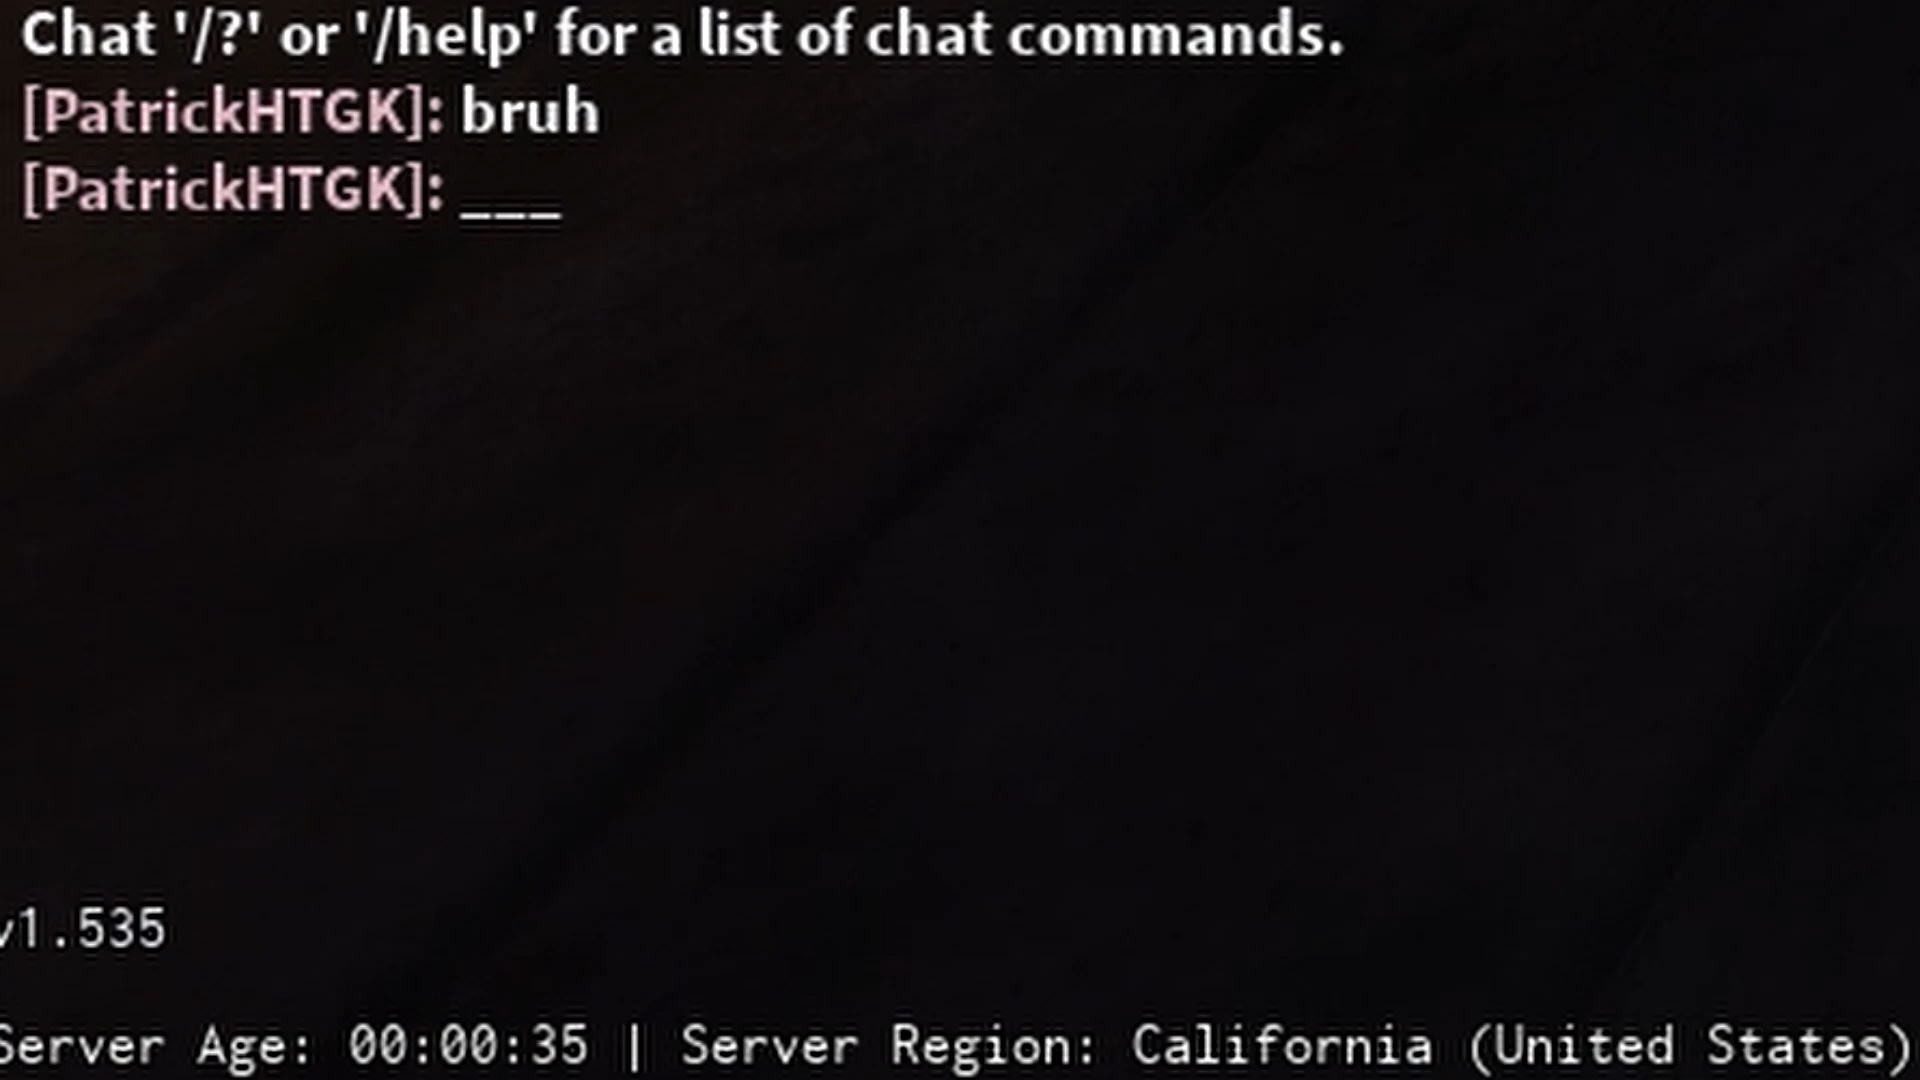 Chat '/?' or '/help' for a list of chat commands.
[PatrickHTGK]: bruh
[PatrickHTGK]: ___
v1.535
Server Age: 00:00:35 | Server Region: California (United States)